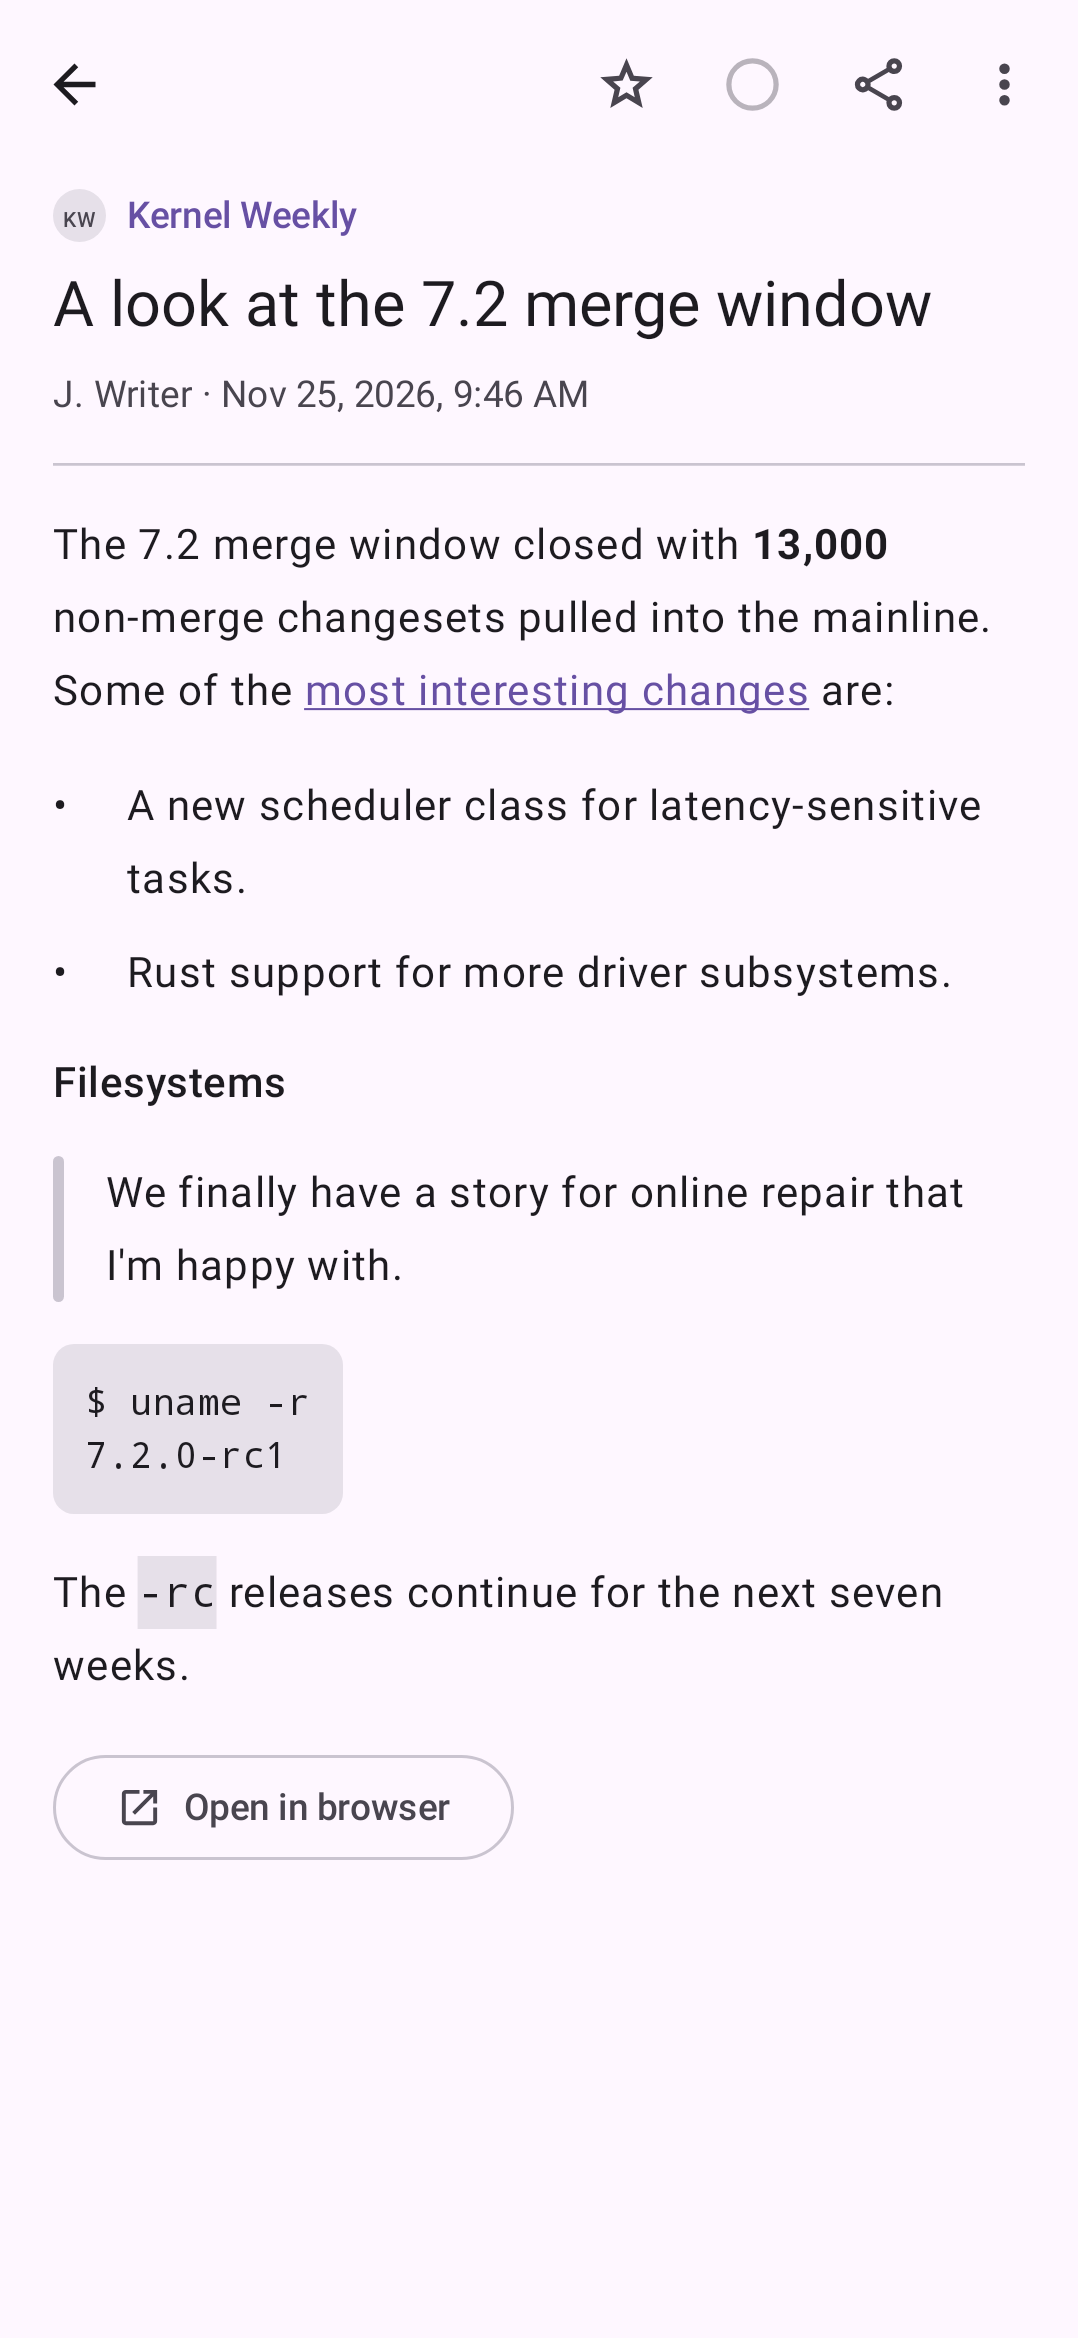 KW Kernel Weekly
A look at the 7.2 merge window
J. Writer · Nov 25, 2026, 9:46 AM
The 7.2 merge window closed with 13,000
non-merge changesets pulled into the mainline.
Some of the most interesting changes are:
• A new scheduler class for latency-sensitive
tasks.
• Rust support for more driver subsystems.
Filesystems
We finally have a story for online repair that
I'm happy with.
$ uname -r
7.2.0-rc1
The -rc releases continue for the next seven
weeks.
Open in browser